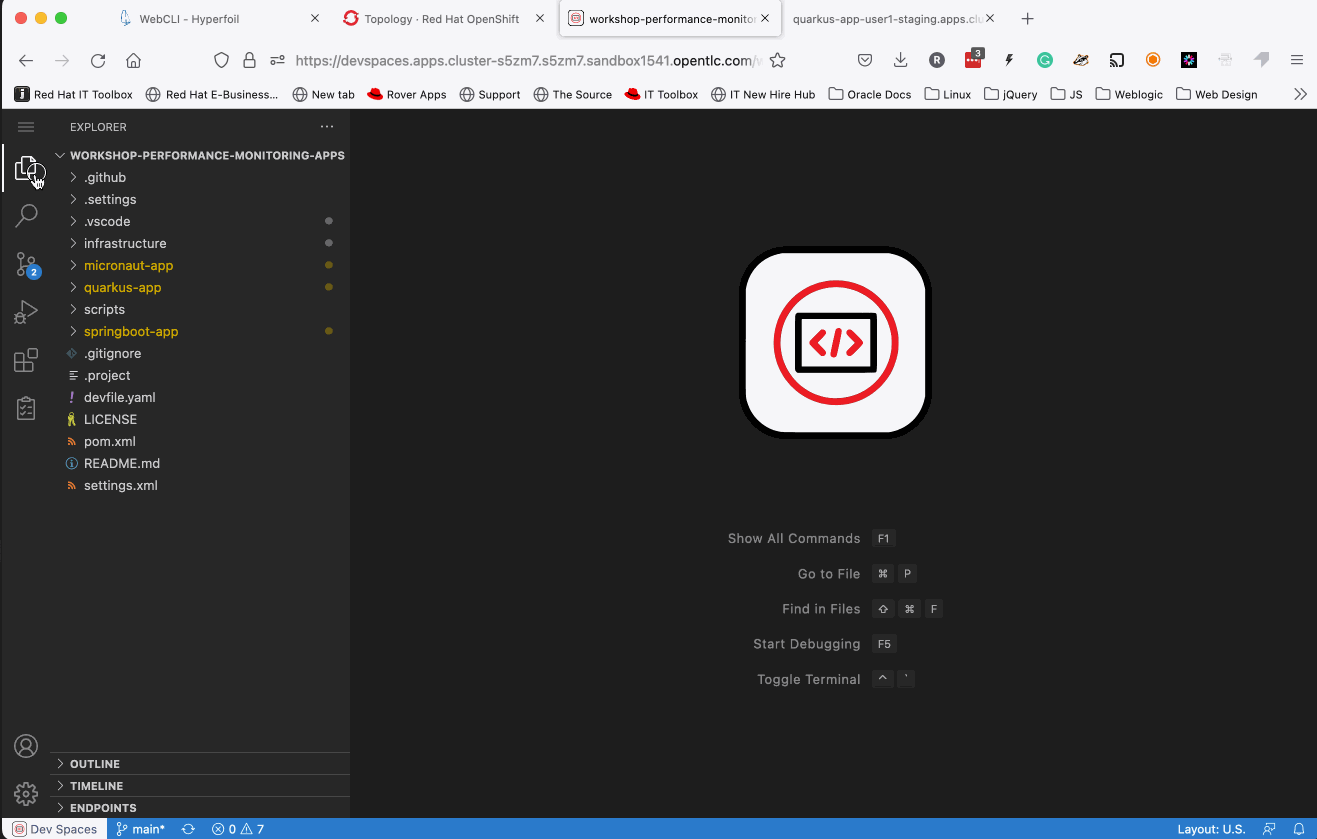 WebCLI - Hyperfoil
Topology · Red Hat OpenShift
workshop-performance-monitor
quarkus-app-user1-staging.apps.clu
https://devspaces.apps.cluster-s5zm7.s5zm7.sandbox1541.opentlc.com/w
R
3
Red Hat IT Toolbox
Red Hat E-Business...
New tab
Rover Apps
Support
The Source
IT Toolbox
IT New Hire Hub
Oracle Docs
Linux
jQuery
JS
Weblogic
Web Design
EXPLORER
WORKSHOP-PERFORMANCE-MONITORING-APPS
.github
.settings
.vscode
infrastructure
micronaut-app
quarkus-app
scripts
springboot-app
.gitignore
.project
devfile.yaml
LICENSE
pom.xml
README.md
settings.xml
2
</>
Show All Commands F1
Go to File ⌘ P
Find in Files ⇧ ⌘ F
Start Debugging F5
Toggle Terminal ^ `
OUTLINE
TIMELINE
ENDPOINTS
Dev Spaces
main*
0
7
Layout: U.S.